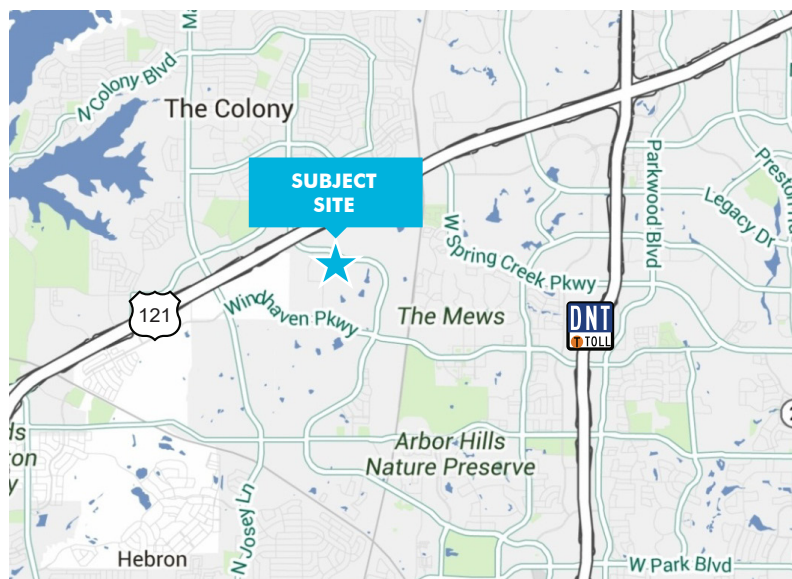 N Colony Blvd
The Colony
SUBJECT
SITE
Parkwood Blvd
Legacy Dr
W Spring Creek Pkwy
121
Windhaven Pkwy
The Mews
DNT
T TOLL
Arbor Hills
Nature Preserve
N Josey Ln
Hebron
W Park Blvd